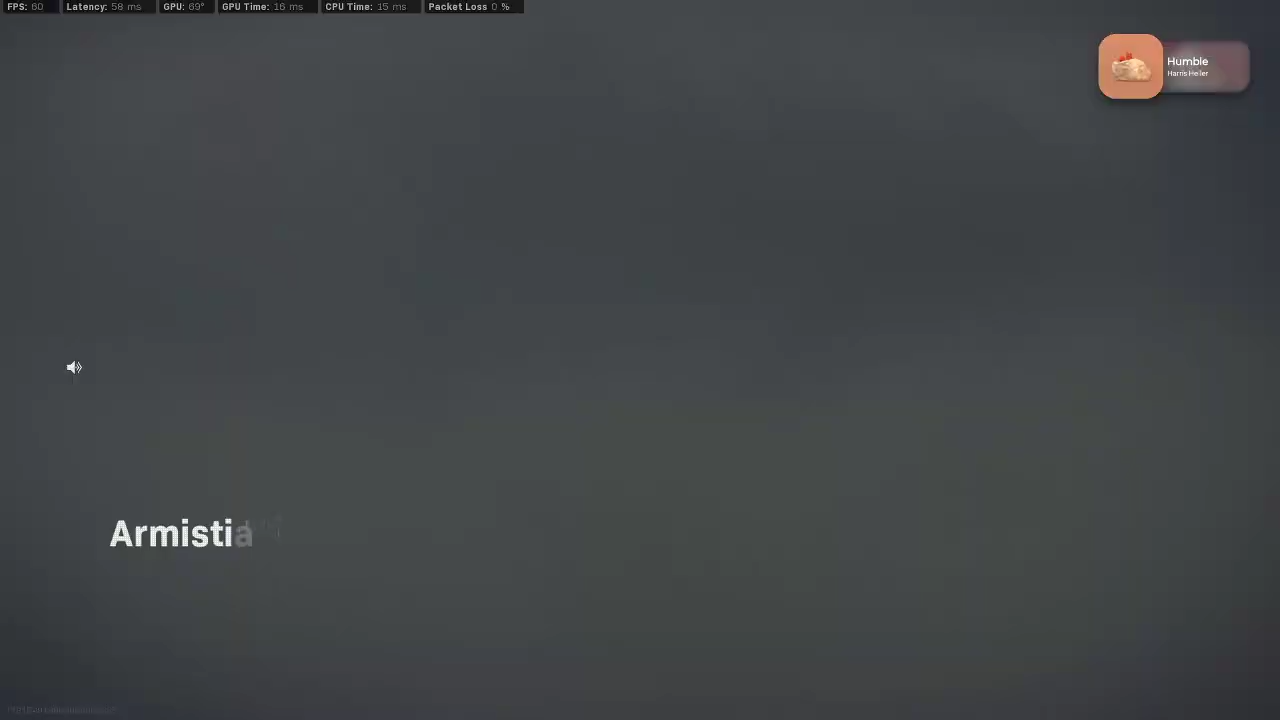 FPS: 60 Latency: 58 ms GPU: 69° GPU Time: 16 ms CPU Time: 15 ms Packet Loss 0 %
Humble
Harris Heller
Armistia